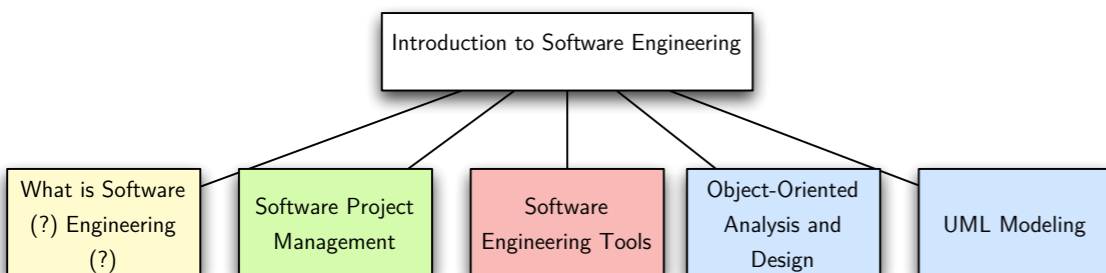 Introduction to Software Engineering
What is Software
(?) Engineering
(?)
Software Project
Management
Software
Engineering Tools
Object-Oriented
Analysis and
Design
UML Modeling